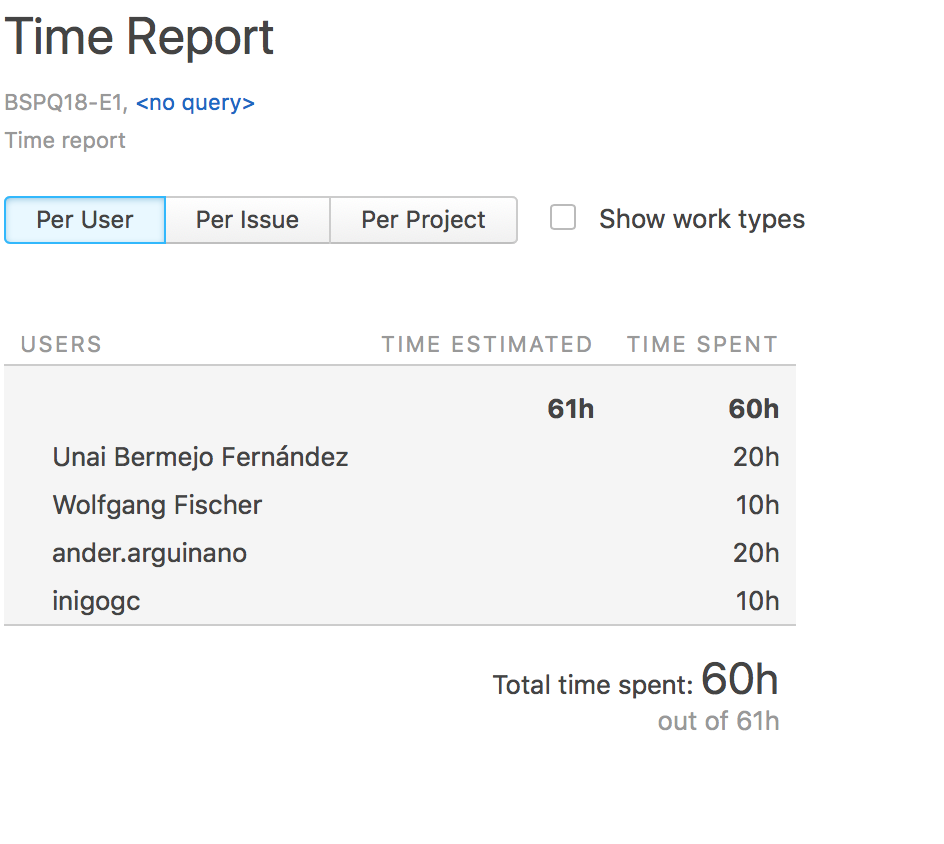 Time Report
BSPQ18-E1, <no query>
Time report
Per User Per Issue Per Project Show work types
USERS TIME ESTIMATED TIME SPENT
61h 60h
Unai Bermejo Fernández 20h
Wolfgang Fischer 10h
ander.arguinano 20h
inigogc 10h
Total time spent: 60h
out of 61h